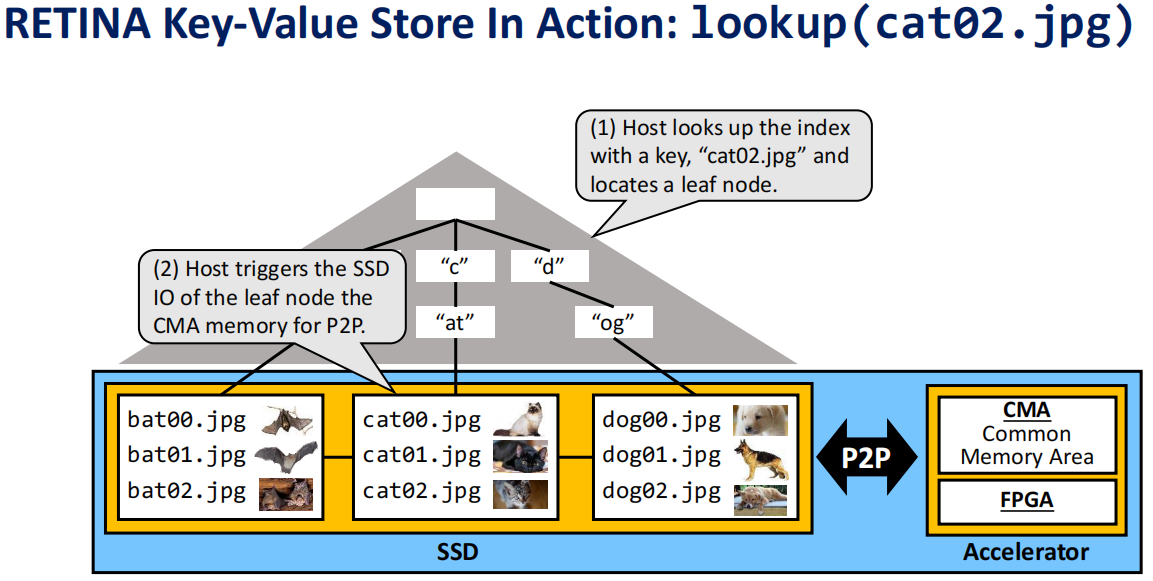 RETINA Key-Value Store In Action: lookup(cat02.jpg)
(1) Host looks up the index
with a key, “cat02.jpg” and
locates a leaf node.
(2) Host triggers the SSD
IO of the leaf node the
CMA memory for P2P.
“c”
“d”
“at”
“og”
bat00.jpg
bat01.jpg
bat02.jpg
cat00.jpg
cat01.jpg
cat02.jpg
dog00.jpg
dog01.jpg
dog02.jpg
P2P
CMA
Common
Memory Area
FPGA
SSD
Accelerator